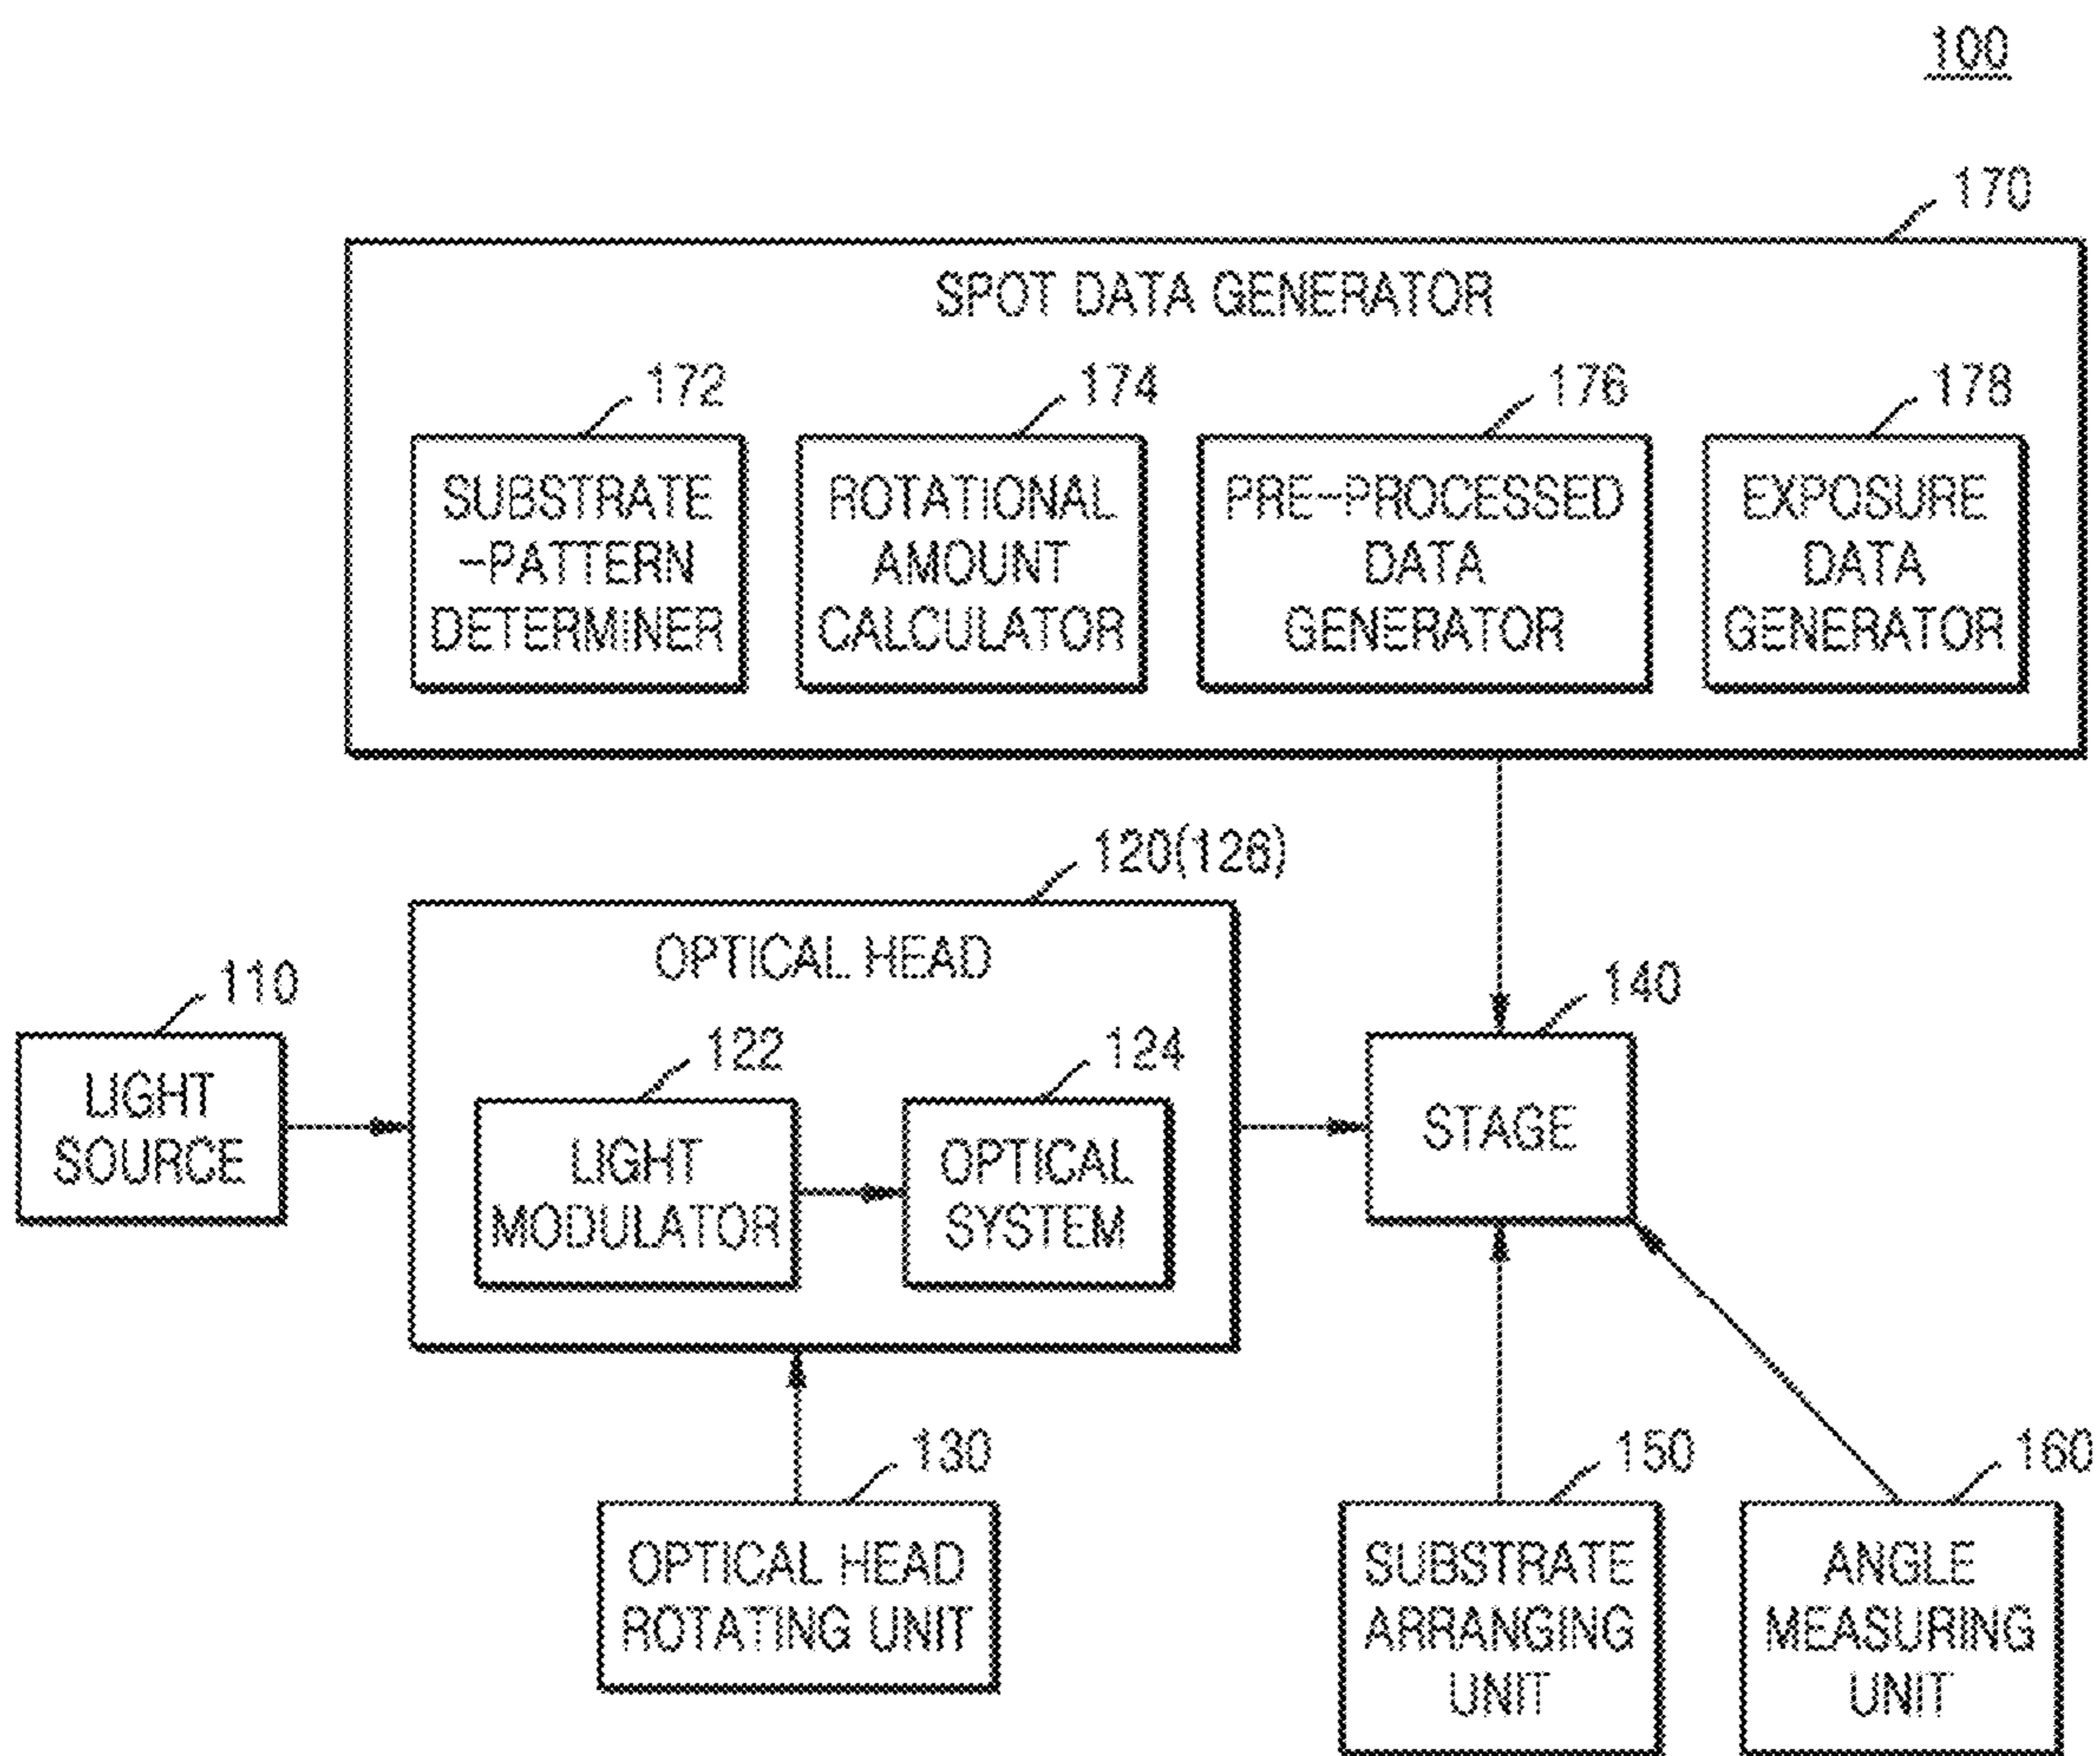 100
170
SPOT DATA GENERATOR
172
174
176
178
SUBSTRATE
-PATTERN
DETERMINER
ROTATIONAL
AMOUNT
CALCULATOR
PRE-PROCESSED
DATA
GENERATOR
EXPOSURE
DATA
GENERATOR
120(126)
OPTICAL HEAD
110
LIGHT
SOURCE
122
LIGHT
MODULATOR
124
OPTICAL
SYSTEM
140
STAGE
130
OPTICAL HEAD
ROTATING UNIT
150
SUBSTRATE
ARRANGING
UNIT
160
ANGLE
MEASURING
UNIT